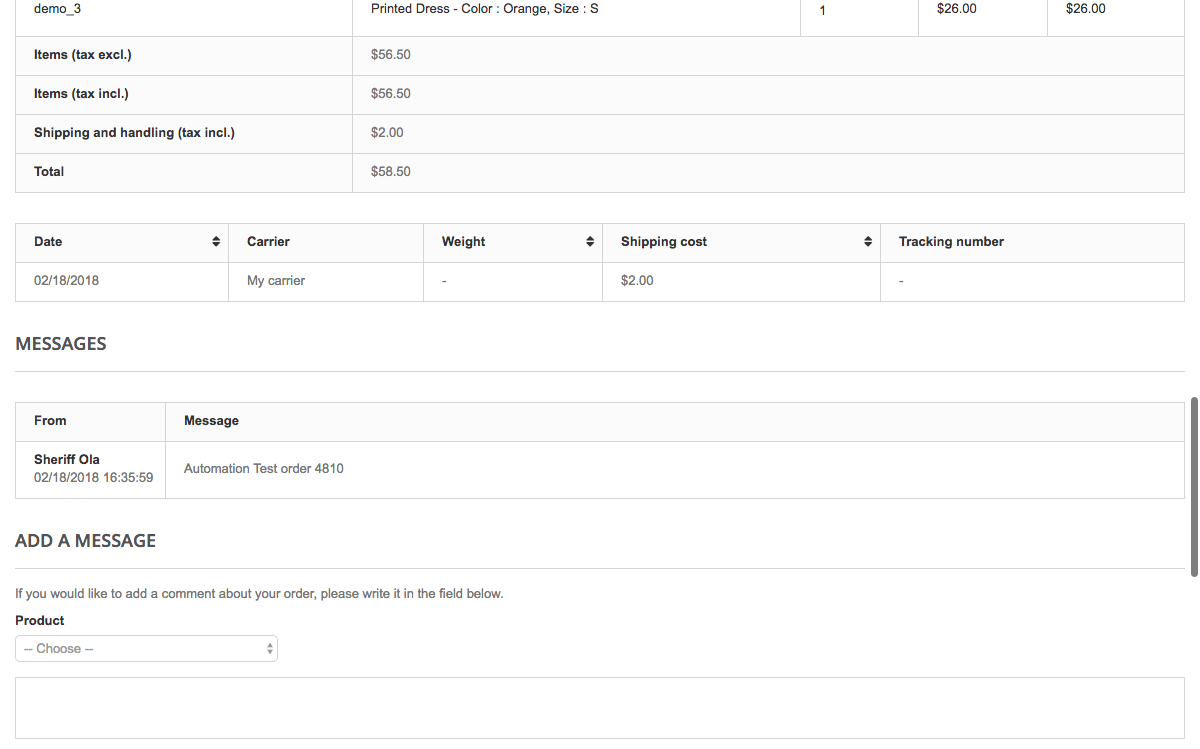 demo_3 Printed Dress - Color : Orange, Size : S 1 $26.00 $26.00
Items (tax excl.) $56.50
Items (tax incl.) $56.50
Shipping and handling (tax incl.) $2.00
Total $58.50
Date Carrier Weight Shipping cost Tracking number
02/18/2018 My carrier - $2.00 -
MESSAGES
From Message
Sheriff Ola
02/18/2018 16:35:59 Automation Test order 4810
ADD A MESSAGE
If you would like to add a comment about your order, please write it in the field below.
Product
-- Choose --